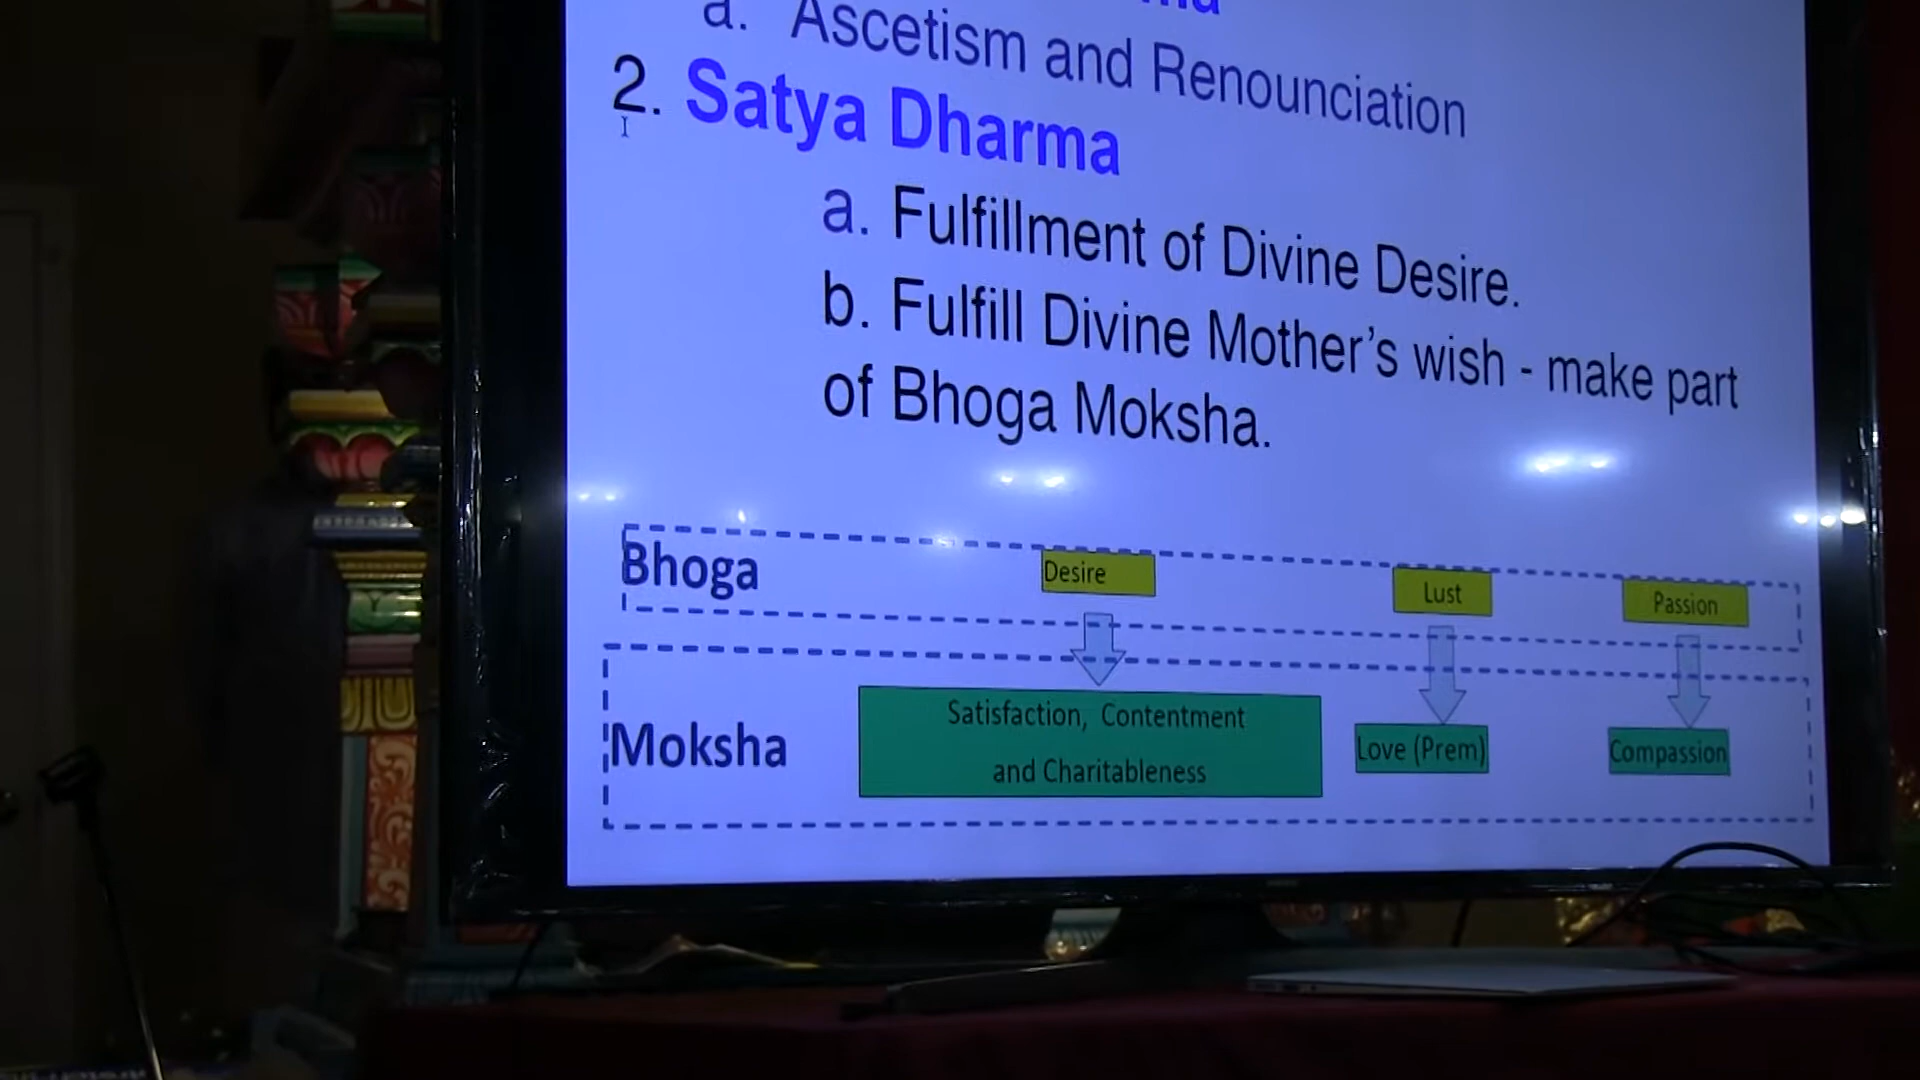 a. Ascetism and Renounciation
2. Satya Dharma
a. Fulfillment of Divine Desire.
b. Fulfill Divine Mother's wish - make part
of Bhoga Moksha.
Bhoga
Desire
Lust
Passion
Moksha
Satisfaction, Contentment
and Charitableness
Love (Prem)
Compassion